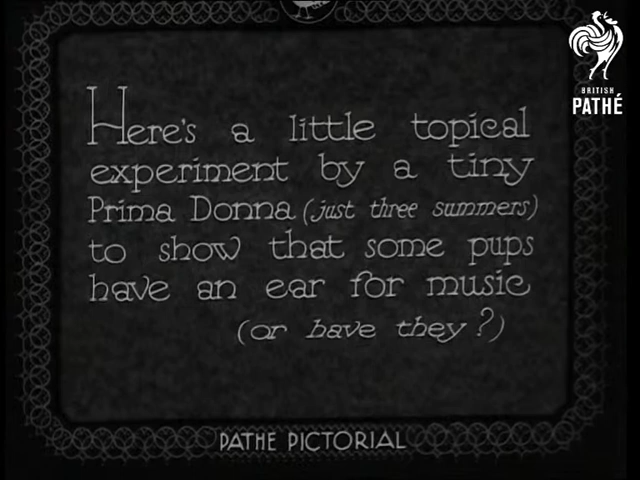 BRITISH
PATHÉ
Here's a little topical
experiment by a tiny
Prima Donna (just three summers)
to show that some pups
have an ear for music
(or have they?)
PATHE PICTORIAL